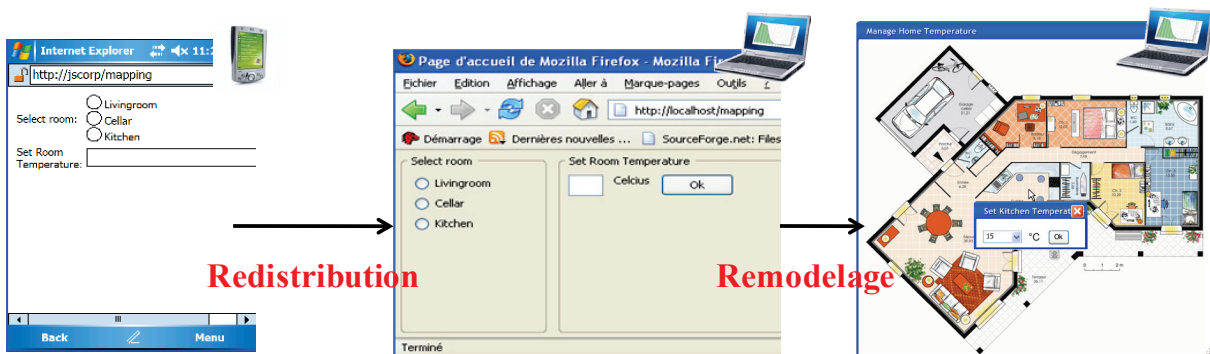 Internet Explorer
11:
http://jscorp/mapping
Select room:
Livingroom
Cellar
Kitchen
Set Room
Temperature:
Back
Menu
Redistribution
Page d'accueil de Mozilla Firefox - Mozilla
Fichier Edition Affichage Aller à Marque-pages Outils
http://localhost/mapping
Démarrage Dernières nouvelles ... SourceForge.net: Files
Select room
Livingroom
Cellar
Kitchen
Set Room Temperature
Celcius
Ok
Terminé
Remodelage
Manage Home Temperature
Set Kitchen Temperat
15
°C
Ok